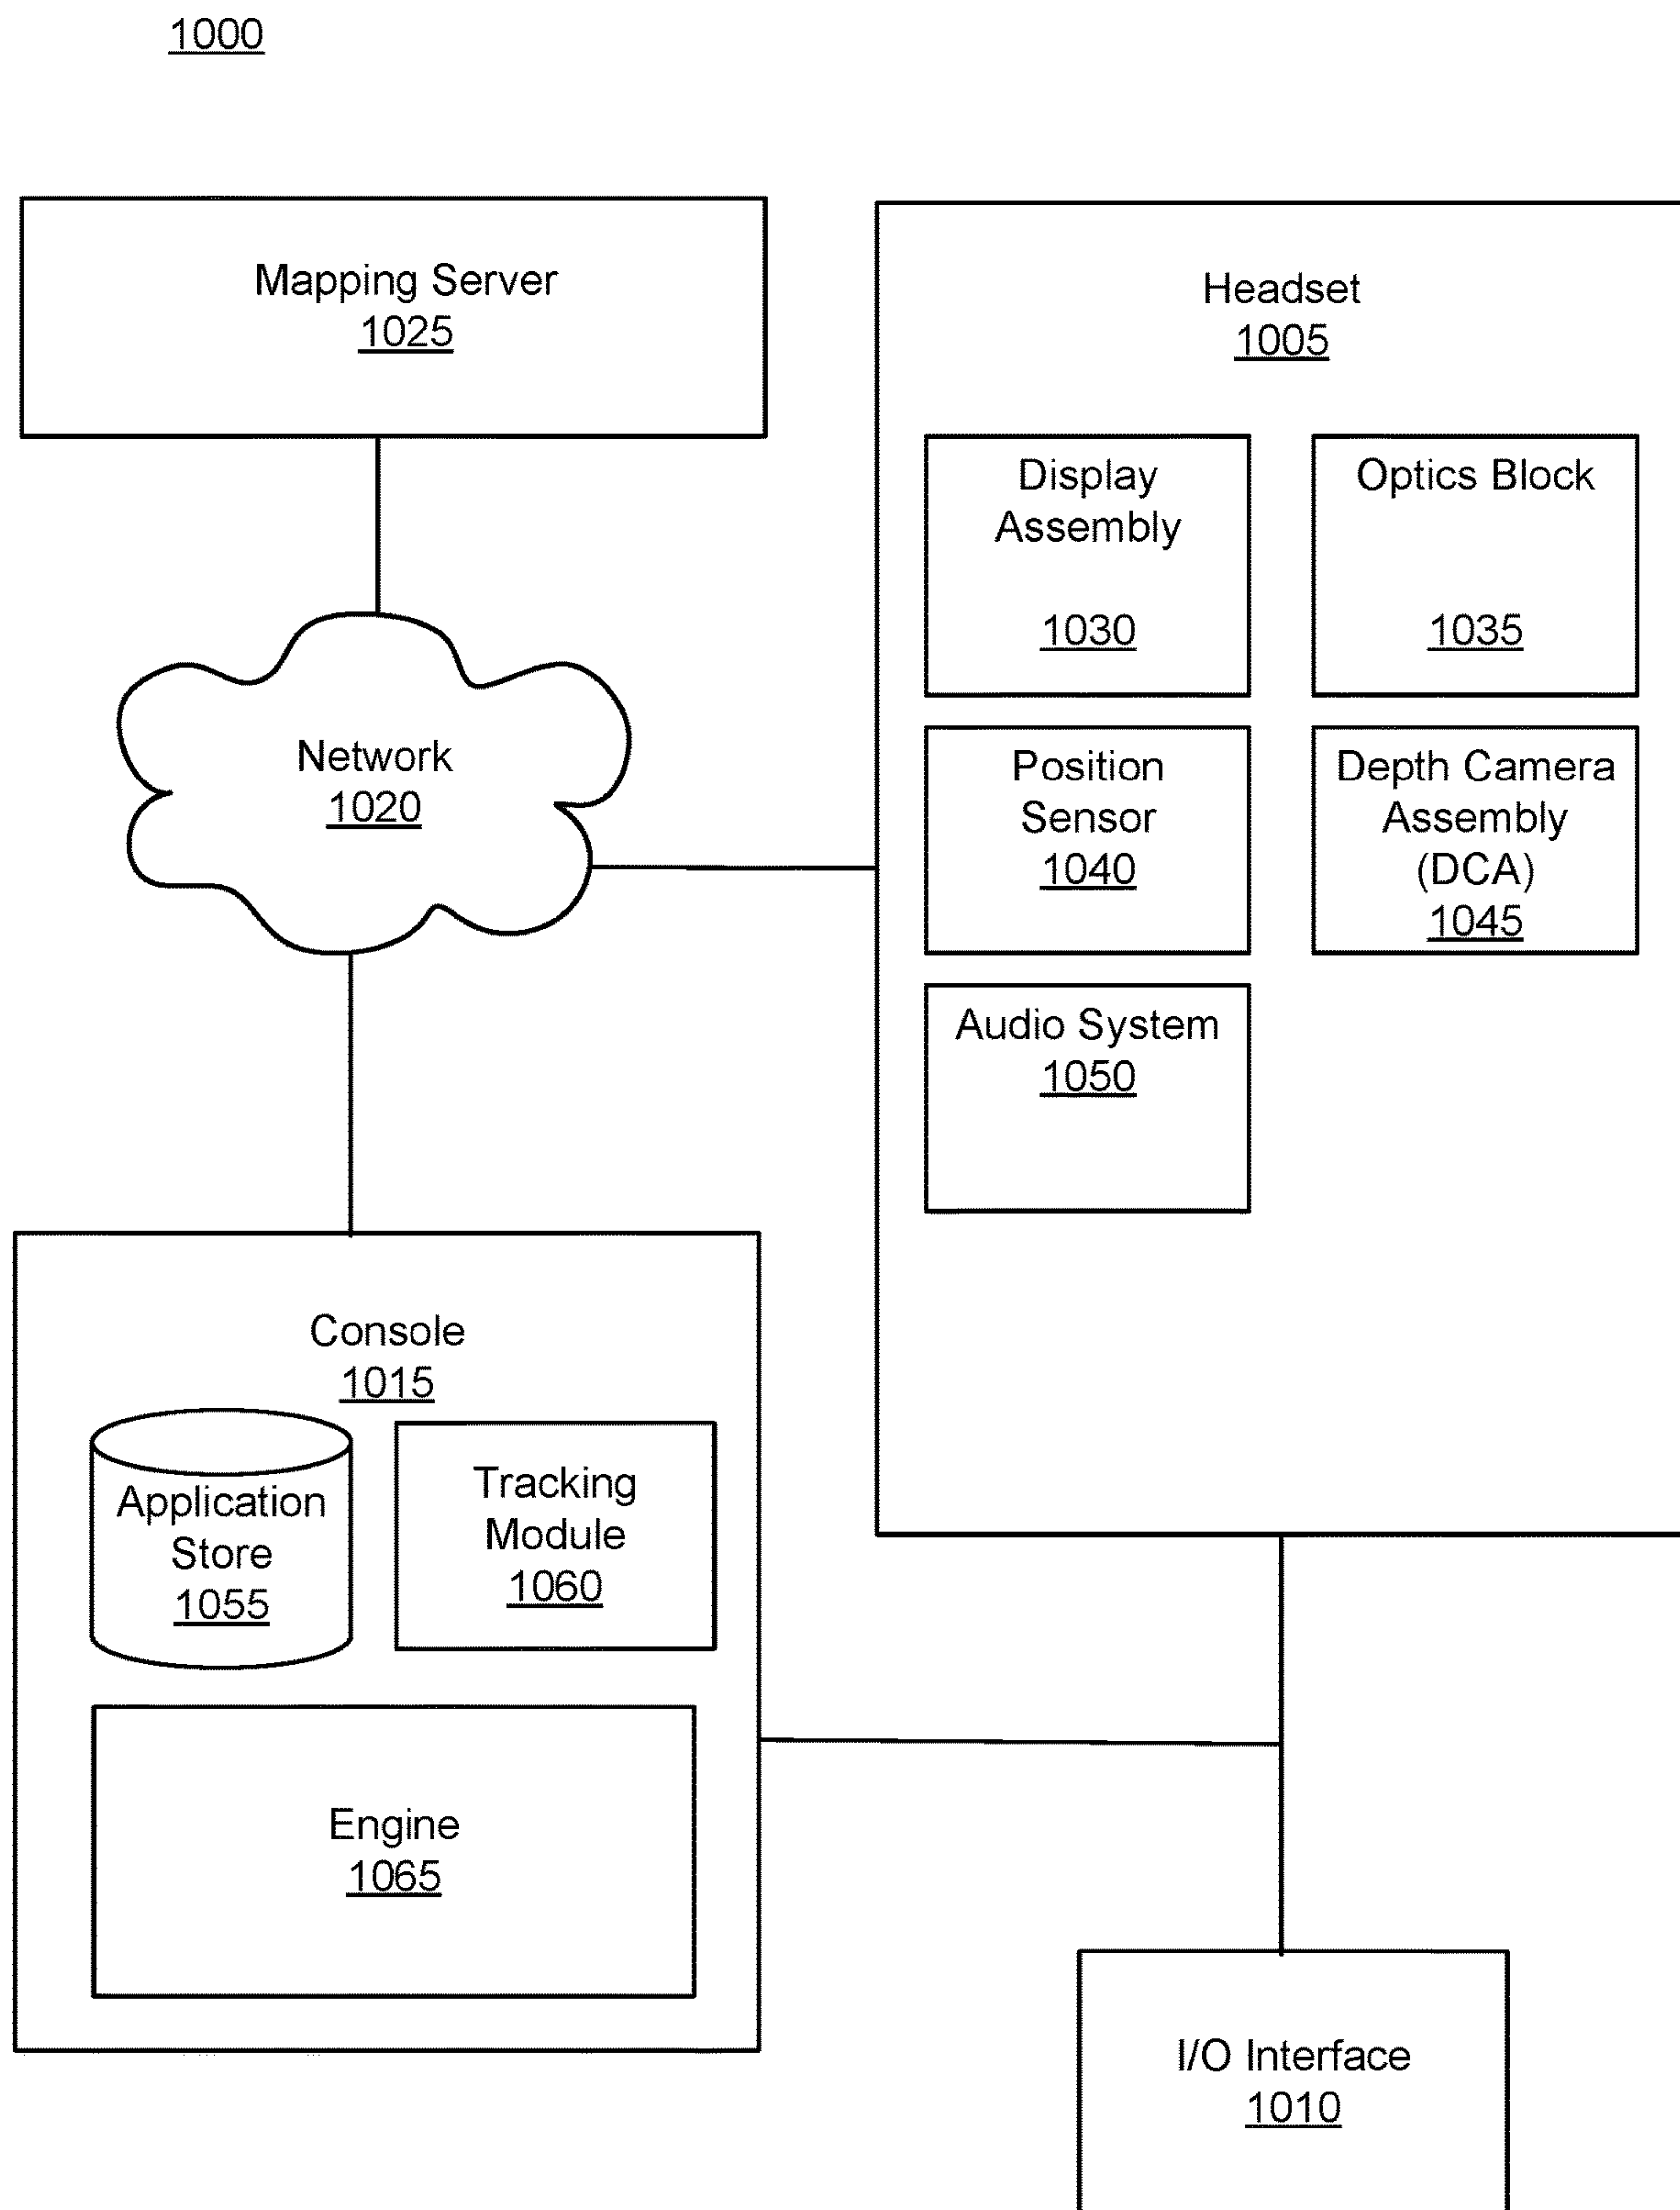 1000
Mapping Server
1025
Headset
1005
Display
Assembly
1030
Optics Block
1035
Network
1020
Position
Sensor
1040
Depth Camera
Assembly
(DCA)
1045
Audio System
1050
Console
1015
Application
Store
1055
Tracking
Module
1060
Engine
1065
I/O Interface
1010